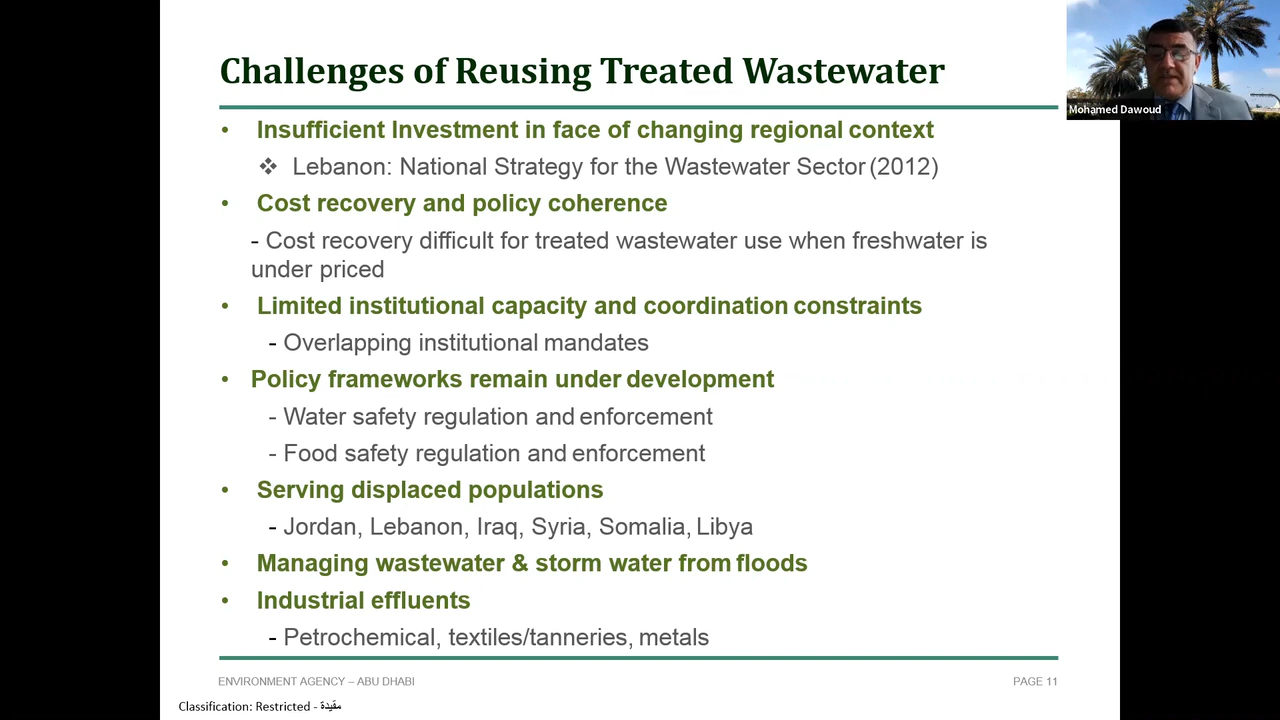 Challenges of Reusing Treated Wastewater
Mohamed Dawoud
• Insufficient Investment in face of changing regional context
❖ Lebanon: National Strategy for the Wastewater Sector (2012)
• Cost recovery and policy coherence
- Cost recovery difficult for treated wastewater use when freshwater is
under priced
• Limited institutional capacity and coordination constraints
- Overlapping institutional mandates
• Policy frameworks remain under development
- Water safety regulation and enforcement
- Food safety regulation and enforcement
• Serving displaced populations
- Jordan, Lebanon, Iraq, Syria, Somalia, Libya
• Managing wastewater & storm water from floods
• Industrial effluents
- Petrochemical, textiles/tanneries, metals
ENVIRONMENT AGENCY – ABU DHABI
PAGE 11
Classification: Restricted - مقيدة